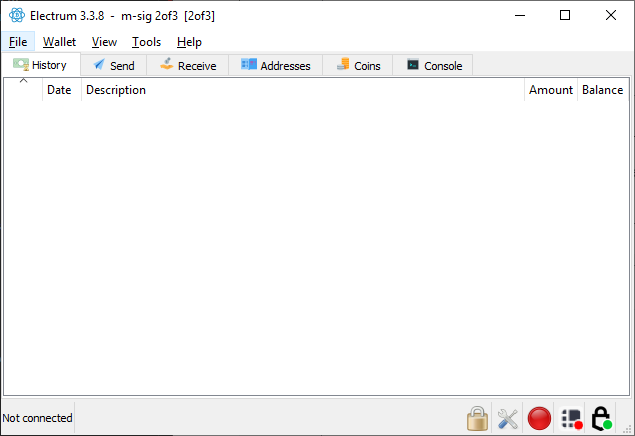 Electrum 3.3.8 - m-sig 2of3 [2of3]
File Wallet View Tools Help
History Send Receive Addresses Coins Console
Date Description Amount Balance
Not connected